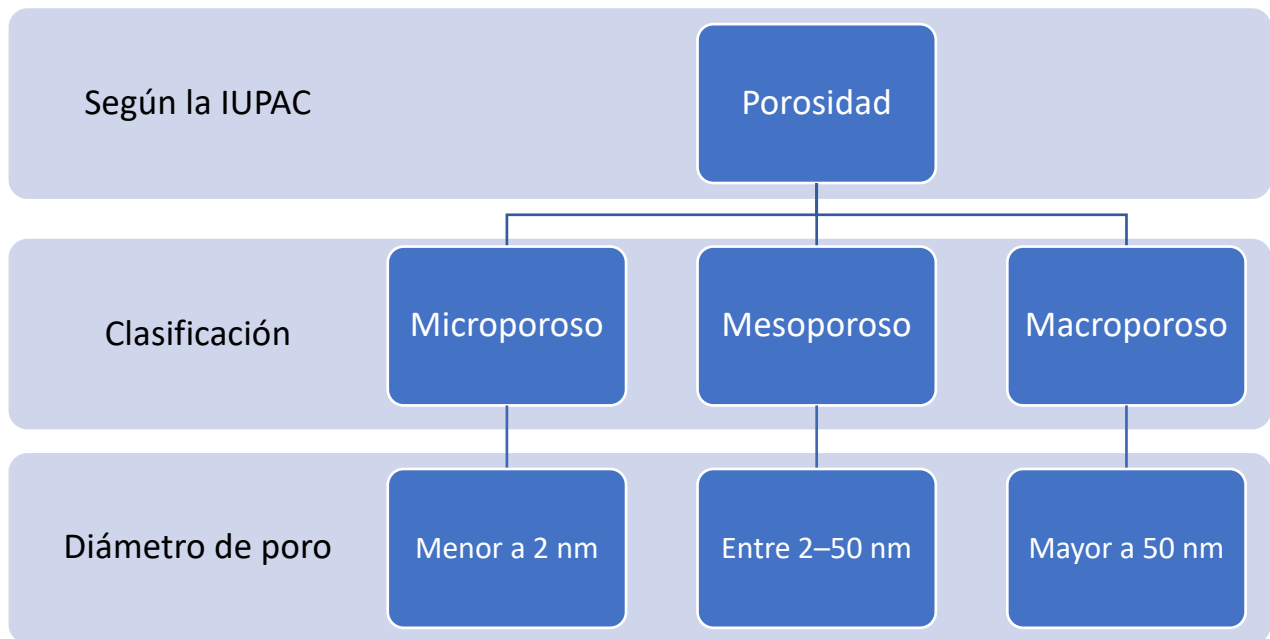 Según la IUPAC
Porosidad
Clasificación
Microporoso
Mesoporoso
Macroporoso
Diámetro de poro
Menor a 2 nm
Entre 2–50 nm
Mayor a 50 nm